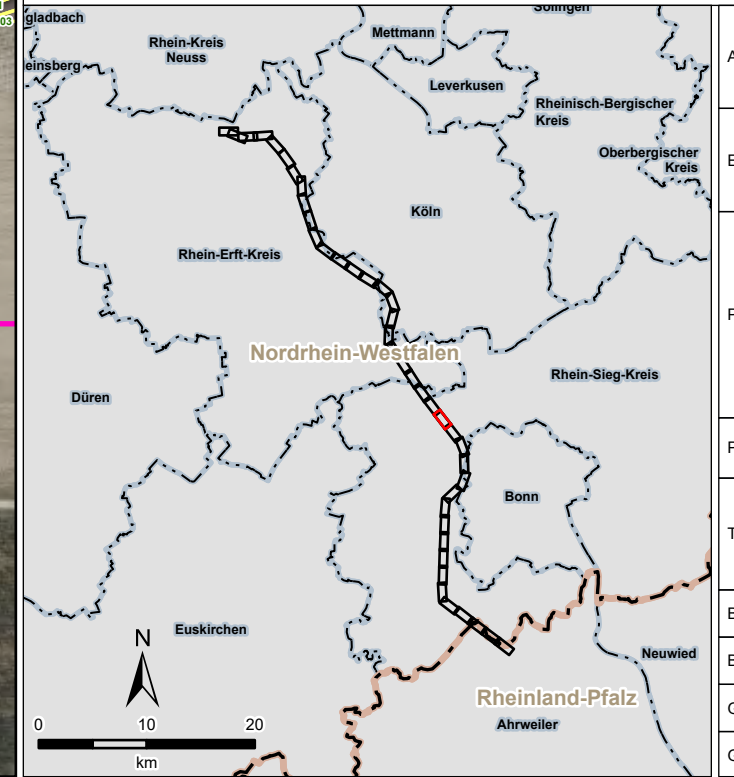 gladbach
Solingen
03
Mettmann
Rhein-Kreis
Neuss
einsberg
Leverkusen
Rheinisch-Bergischer
Kreis
Oberbergischer
Kreis
Köln
Rhein-Erft-Kreis
Nordrhein-Westfalen
Rhein-Sieg-Kreis
Düren
Bonn
Euskirchen
N
Neuwied
Rheinland-Pfalz
Ahrweiler
0 10 20
km